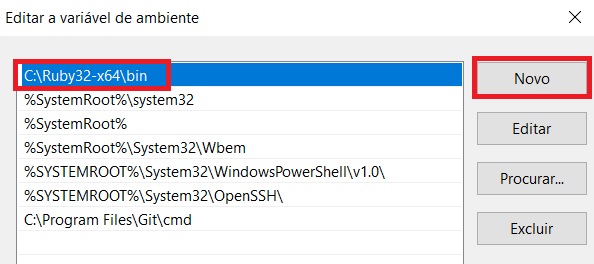 Editar a variável de ambiente
C:\Ruby32-x64\bin
%SystemRoot%\system32
%SystemRoot%
%SystemRoot%\System32\Wbem
%SYSTEMROOT%\System32\WindowsPowerShell\v1.0\
%SYSTEMROOT%\System32\OpenSSH\
C:\Program Files\Git\cmd
Novo
Editar
Procurar...
Excluir